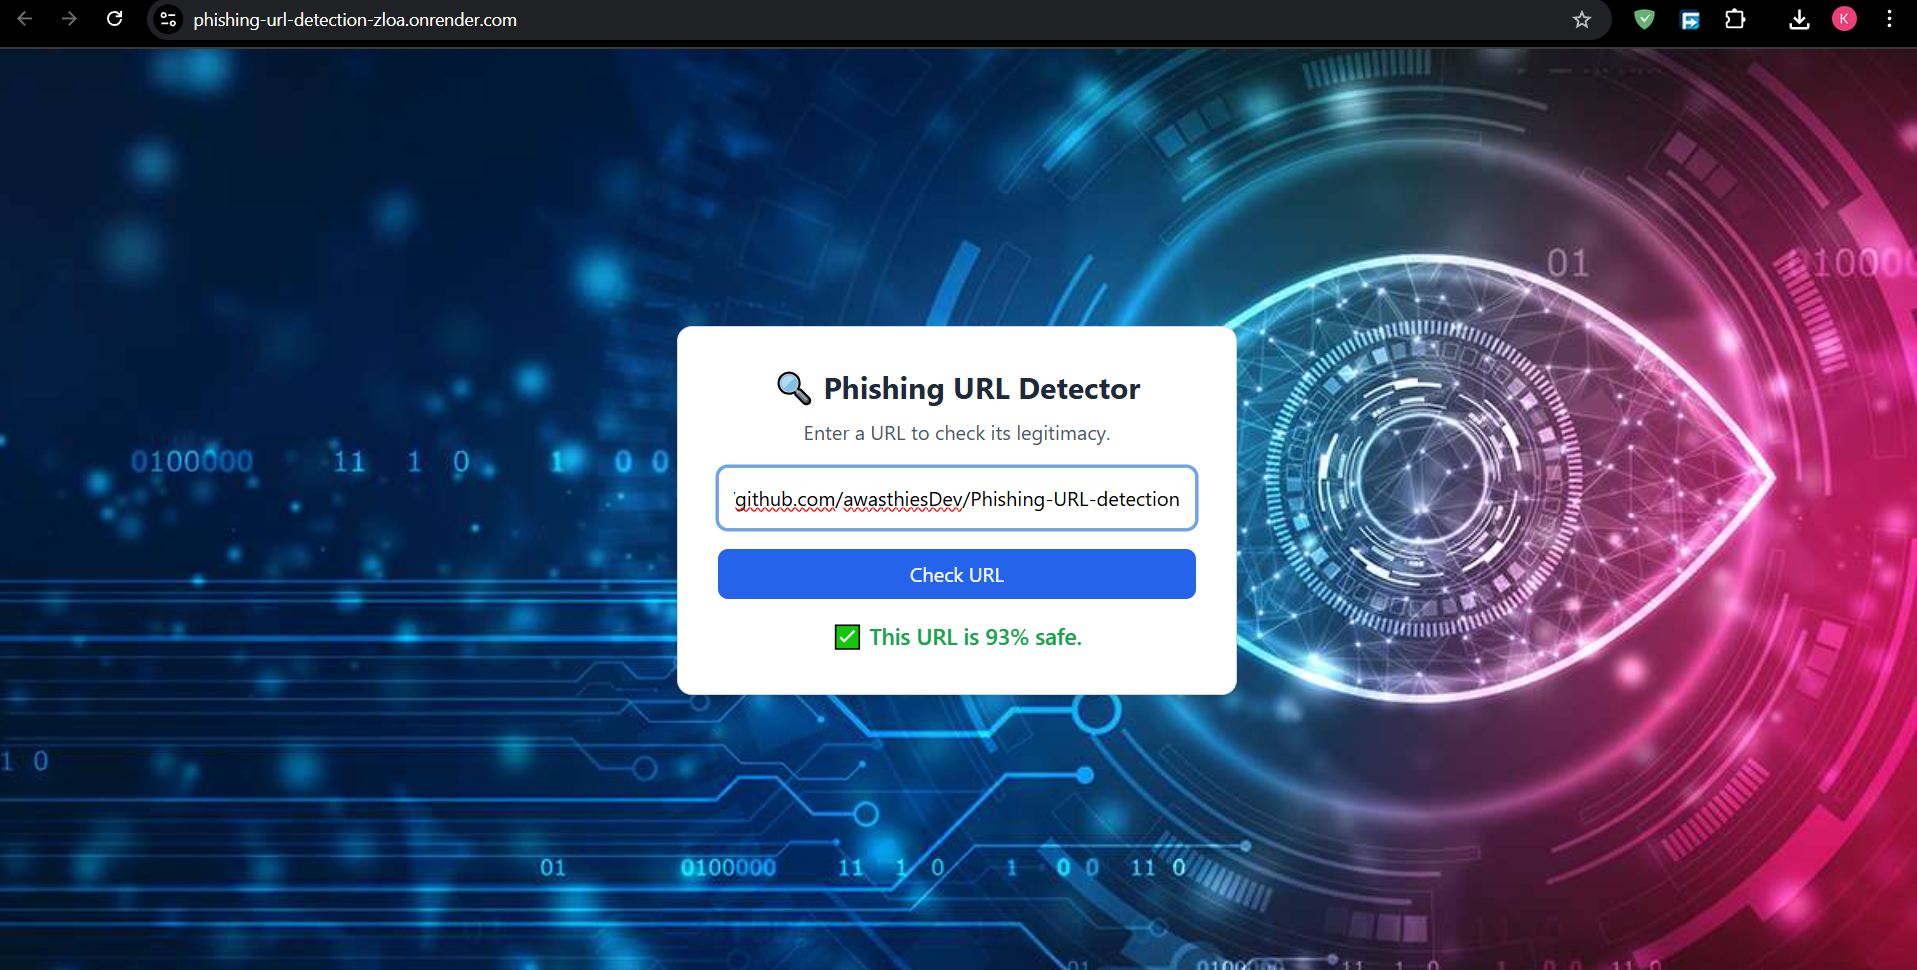 phishing-url-detection-zloa.onrender.com
K
01
Phishing URL Detector
Enter a URL to check its legitimacy.
0100000 11 1 0 1 0 0
github.com/awasthiesDev/Phishing-URL-detection
Check URL
This URL is 93% safe.
1 0
01 0100000 11 1 0 1 0 0 11 0